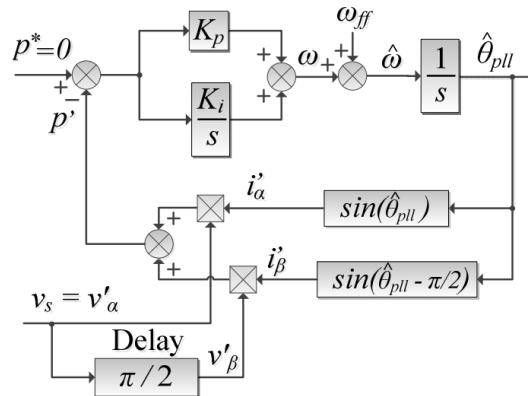 p*=0
+
−
p'
K_p
K_i
s
+
+
ω
+
ω_ff
+
ω̂
1
s
θ̂_pll
i'_α
sin(θ̂_pll)
+
+
i'_β
sin(θ̂_pll - π/2)
v_s = v'_α
Delay
π / 2
v'_β